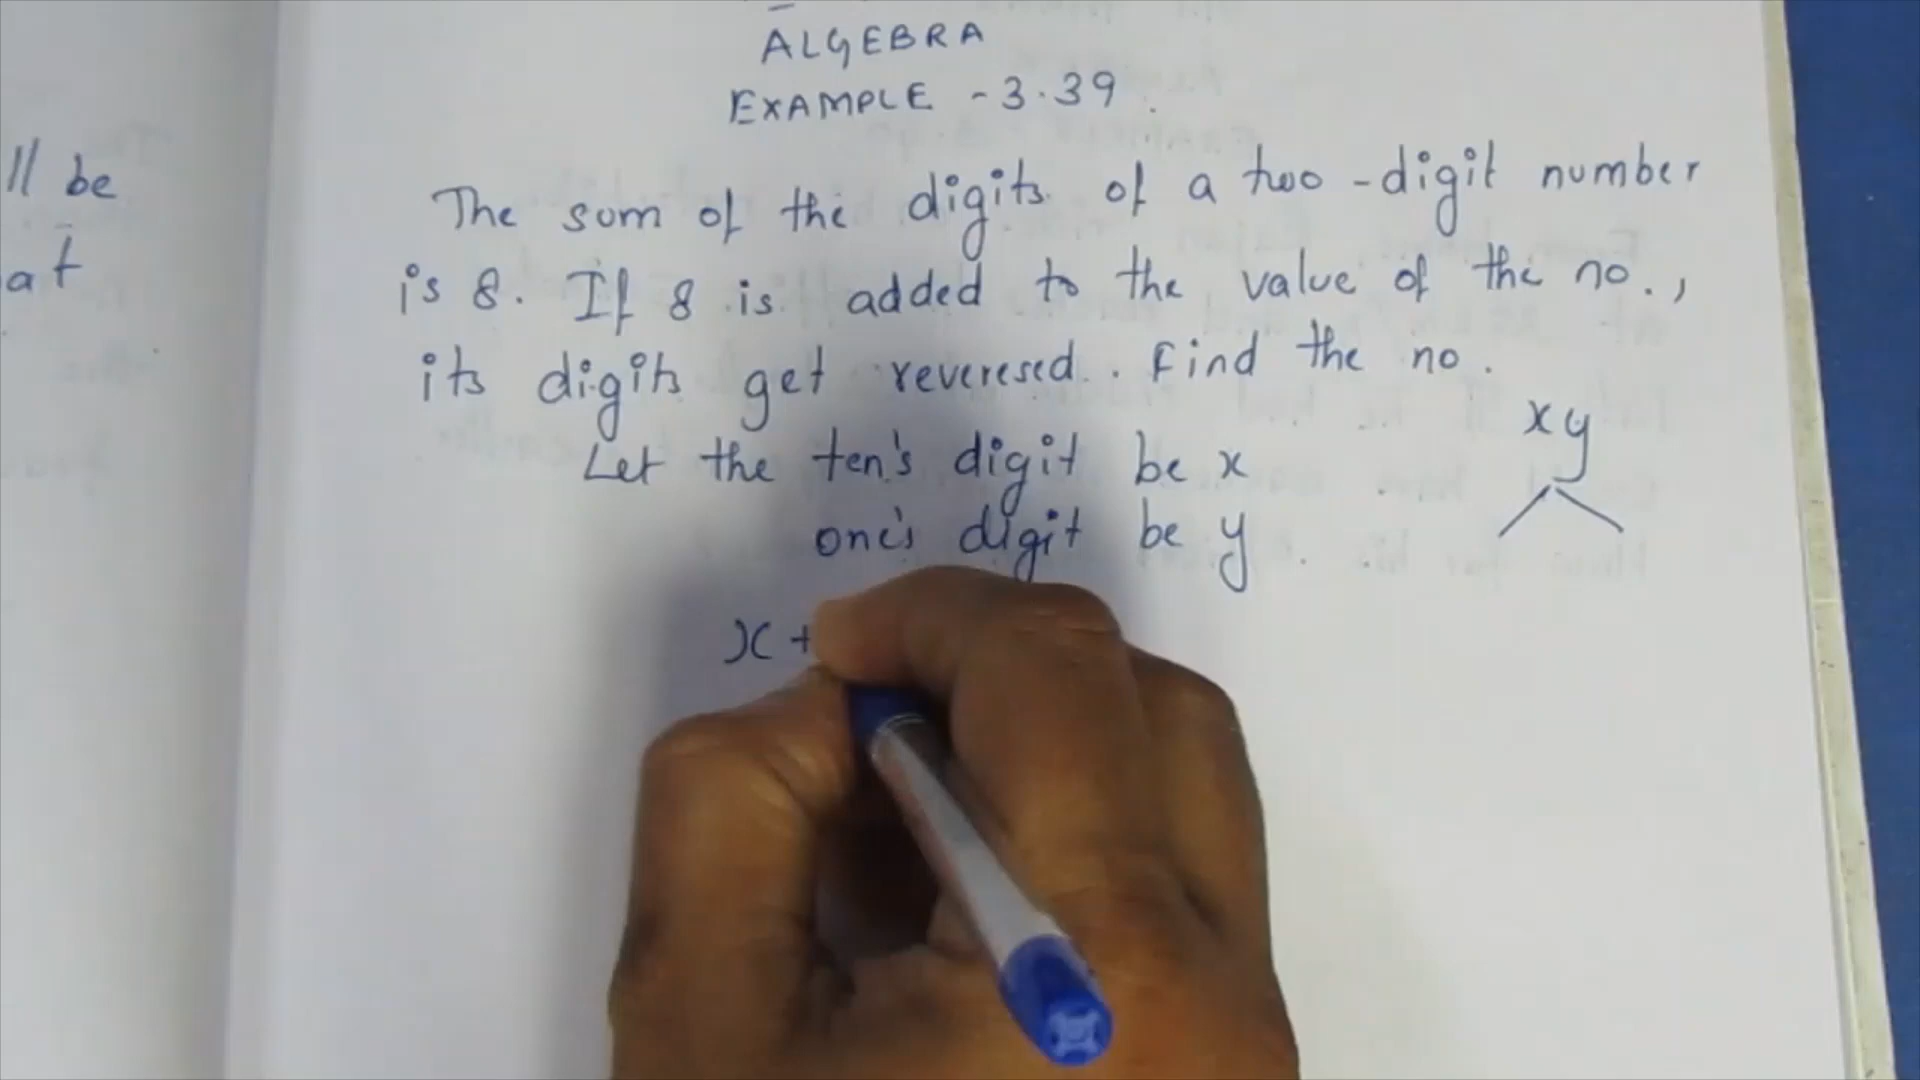 ll be
at
ALGEBRA
EXAMPLE - 3.39.
The sum of the digits of a two-digit number
is 8. If 8 is added to the value of the no.,
its digits get reveresed. Find the no.
Let the ten's digit be x
one's digit be y
xy
x +